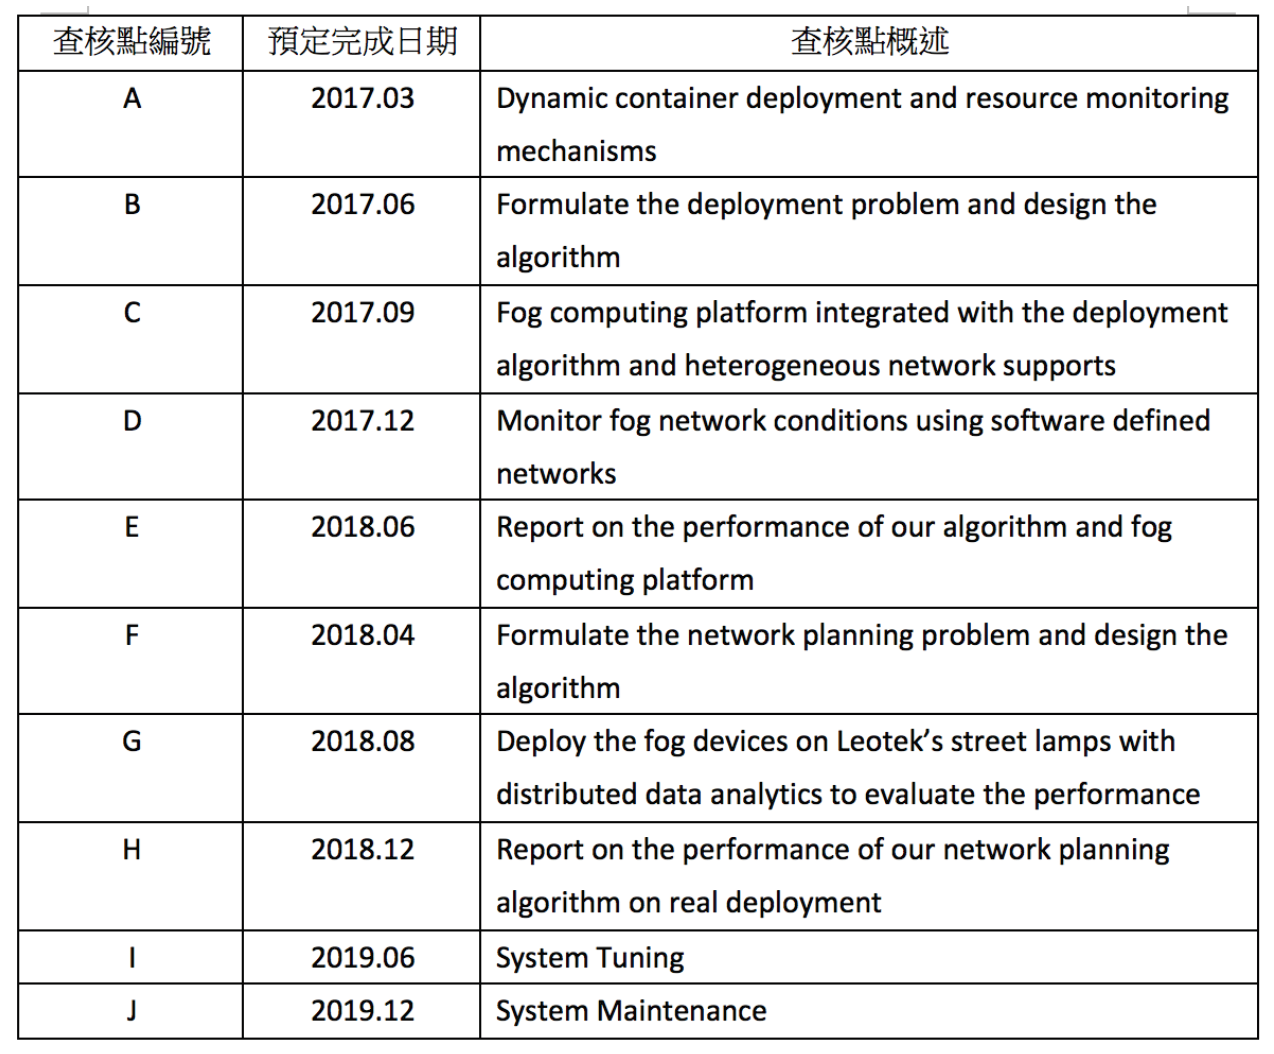 查核點編號 預定完成日期 查核點概述
A 2017.03 Dynamic container deployment and resource monitoring
mechanisms
B 2017.06 Formulate the deployment problem and design the
algorithm
C 2017.09 Fog computing platform integrated with the deployment
algorithm and heterogeneous network supports
D 2017.12 Monitor fog network conditions using software defined
networks
E 2018.06 Report on the performance of our algorithm and fog
computing platform
F 2018.04 Formulate the network planning problem and design the
algorithm
G 2018.08 Deploy the fog devices on Leotek’s street lamps with
distributed data analytics to evaluate the performance
H 2018.12 Report on the performance of our network planning
algorithm on real deployment
I 2019.06 System Tuning
J 2019.12 System Maintenance